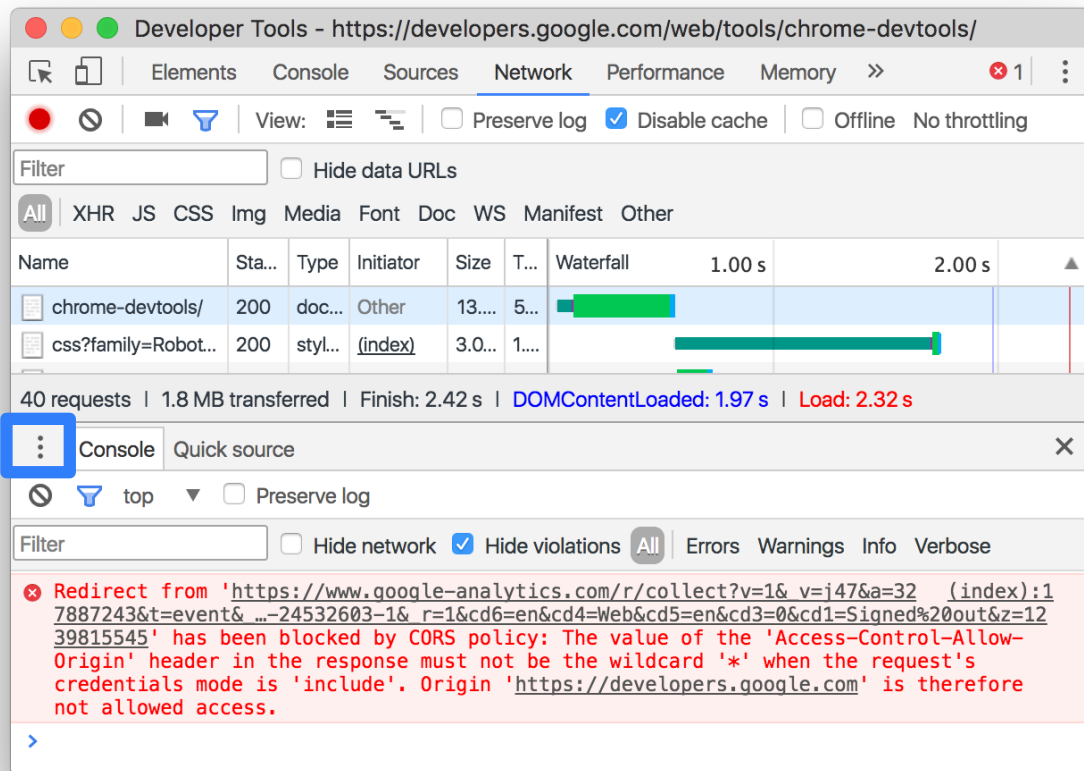 Developer Tools - https://developers.google.com/web/tools/chrome-devtools/
Elements Console Sources Network Performance Memory » 1
View: Preserve log Disable cache Offline No throttling
Filter Hide data URLs
All XHR JS CSS Img Media Font Doc WS Manifest Other
Name Sta... Type Initiator Size T... Waterfall 1.00 s 2.00 s
chrome-devtools/ 200 doc... Other 13.... 5...
css?family=Robot... 200 styl... (index) 3.0... 1....
40 requests | 1.8 MB transferred | Finish: 2.42 s | DOMContentLoaded: 1.97 s | Load: 2.32 s
Console Quick source
top Preserve log
Filter Hide network Hide violations All Errors Warnings Info Verbose
Redirect from 'https://www.google-analytics.com/r/collect?v=1&_v=j47&a=32 (index):1
7887243&t=event&_…-24532603-1&_r=1&cd6=en&cd4=Web&cd5=en&cd3=0&cd1=Signed%20out&z=12
39815545' has been blocked by CORS policy: The value of the 'Access-Control-Allow-
Origin' header in the response must not be the wildcard '*' when the request's
credentials mode is 'include'. Origin 'https://developers.google.com' is therefore
not allowed access.